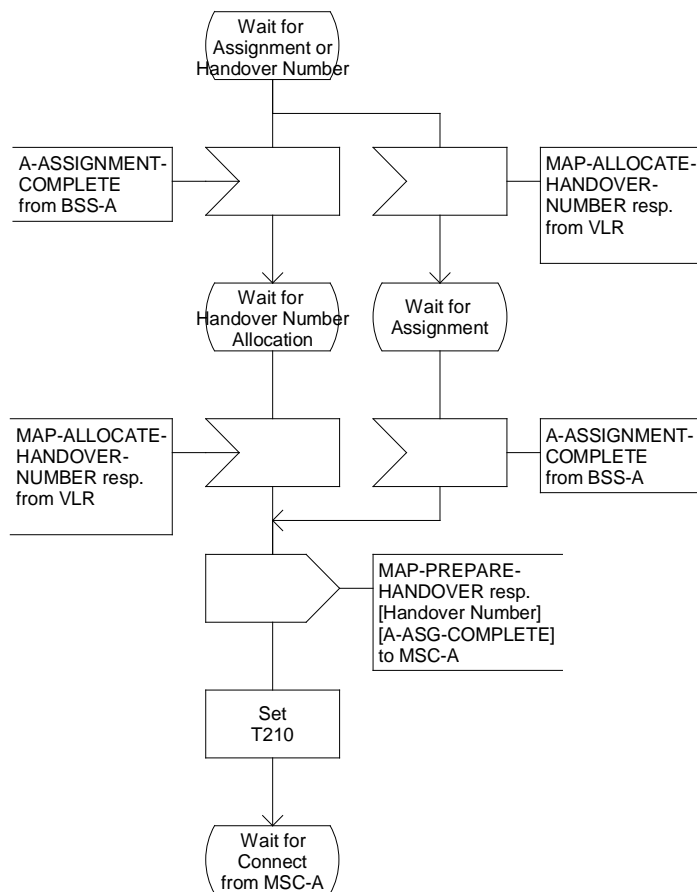 Wait for
Assignment or
Handover Number
A-ASSIGNMENT-
COMPLETE
from BSS-A
MAP-ALLOCATE-
HANDOVER-
NUMBER resp.
from VLR
Wait for
Handover Number
Allocation
Wait for
Assignment
MAP-ALLOCATE-
HANDOVER-
NUMBER resp.
from VLR
A-ASSIGNMENT-
COMPLETE
from BSS-A
MAP-PREPARE-
HANDOVER resp.
[Handover Number]
[A-ASG-COMPLETE]
to MSC-A
Set
T210
Wait for
Connect
from MSC-A